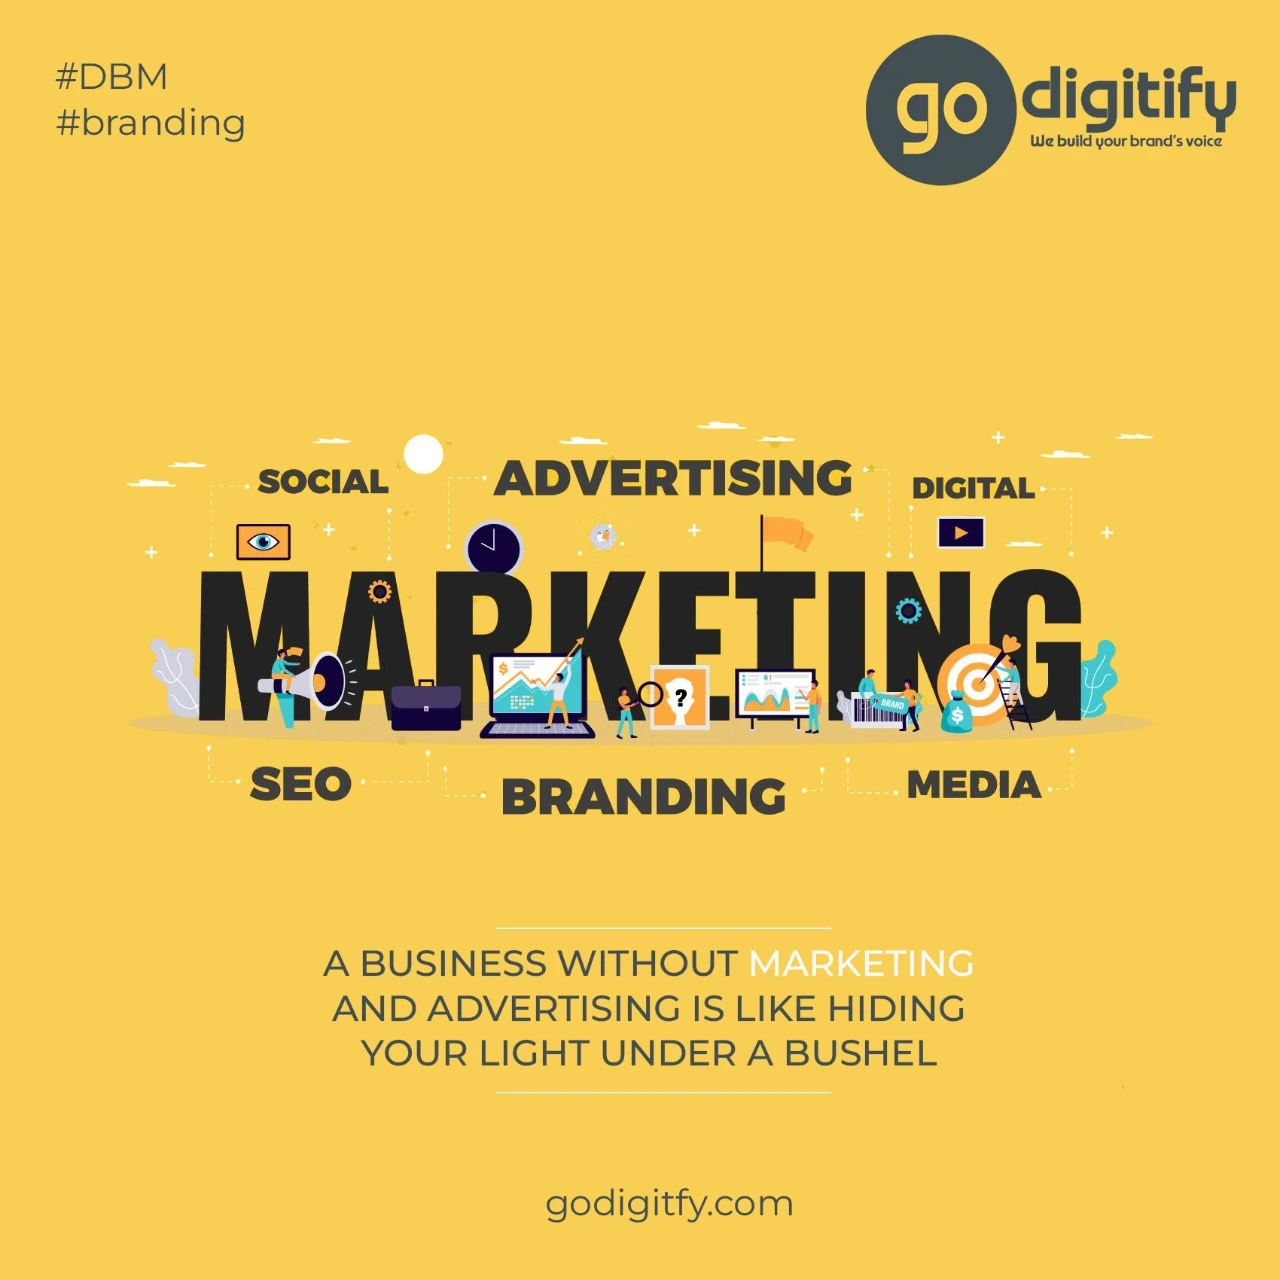 #DBM
#branding
go digitify
We build your brand's voice
SOCIAL
ADVERTISING
DIGITAL
MARKETING
$
?
$!
BRAND
$
SEO
BRANDING
MEDIA
A BUSINESS WITHOUT MARKETING
AND ADVERTISING IS LIKE HIDING
YOUR LIGHT UNDER A BUSHEL
godigitfy.com